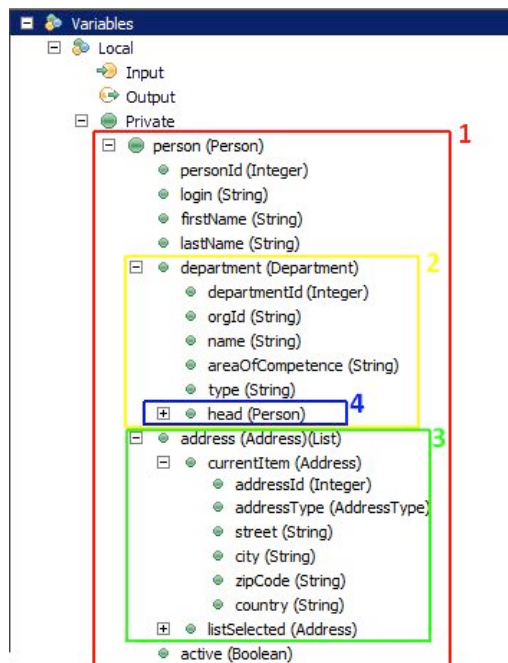 Variables
Local
Input
Output
Private
1
person (Person)
personId (Integer)
login (String)
firstName (String)
lastName (String)
department (Department)
2
departmentId (Integer)
orgId (String)
name (String)
areaOfCompetence (String)
type (String)
head (Person)
4
address (Address)(List)
3
currentItem (Address)
addressId (Integer)
addressType (AddressType)
street (String)
city (String)
zipCode (String)
country (String)
listSelected (Address)
active (Boolean)